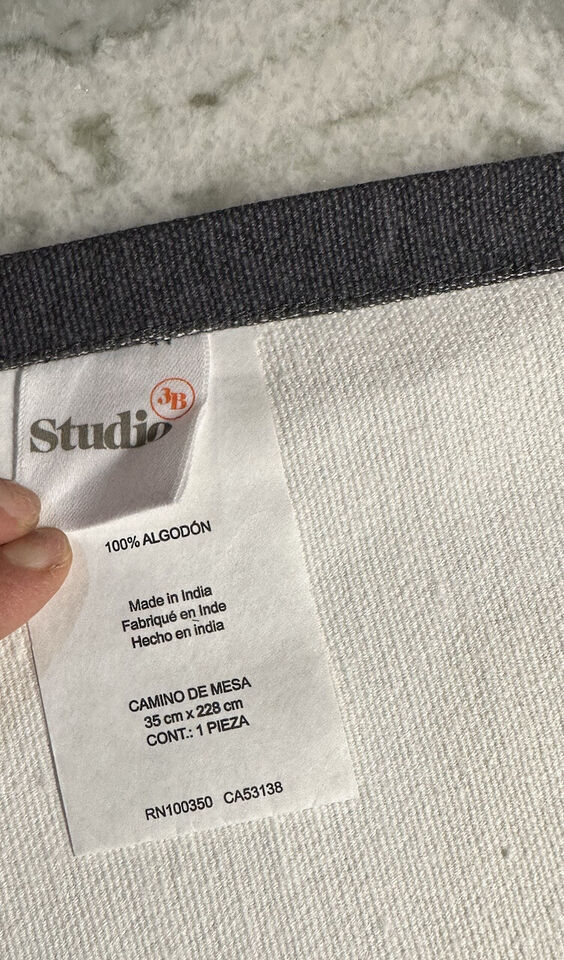 3B
Studio
100% ALGODÓN
Made in India
Fabriqué en Inde
Hecho en india
CAMINO DE MESA
35 cm x 228 cm
CONT.: 1 PIEZA
RN100350 CA53138